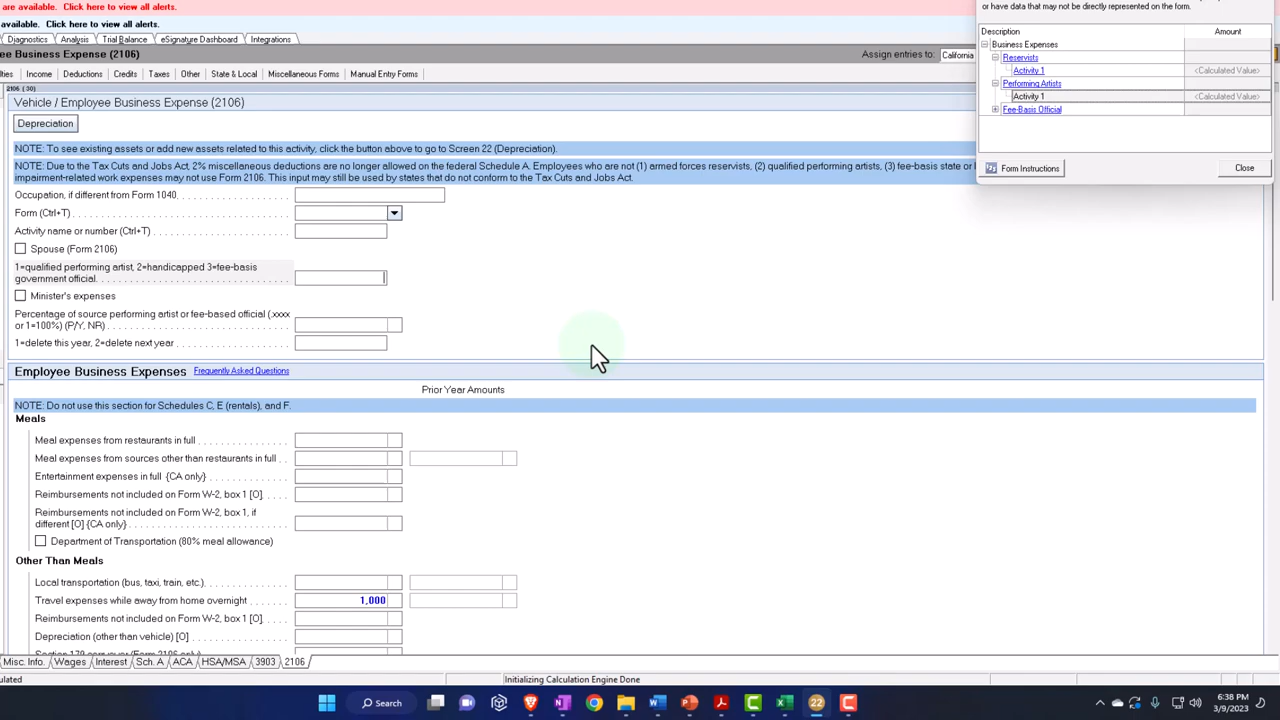 are available. Click here to view all alerts.
available. Click here to view all alerts.
or have data that may not be directly represented on the form.
Diagnostics Analysis Trial Balance eSignature Dashboard Integrations
ee Business Expense (2106)
Assign entries to: California
lties Income Deductions Credits Taxes Other State & Local Miscellaneous Forms Manual Entry Forms
2106 (30)
Vehicle / Employee Business Expense (2106)
Depreciation
NOTE: To see existing assets or add new assets related to this activity, click the button above to go to Screen 22 (Depreciation).
NOTE: Due to the Tax Cuts and Jobs Act, 2% miscellaneous deductions are no longer allowed on the federal Schedule A. Employees who are not (1) armed forces reservists, (2) qualified performing artists, (3) fee-basis state or l
impairment-related work expenses may not use Form 2106. This input may still be used by states that do not conform to the Tax Cuts and Jobs Act.
Occupation, if different from Form 1040
Form (Ctrl+T)
Activity name or number (Ctrl+T)
Spouse (Form 2106)
1=qualified performing artist, 2=handicapped 3=fee-basis
government official
Minister's expenses
Percentage of source performing artist or fee-based official (.xxxx
or 1=100%) (P/Y, NR)
1=delete this year, 2=delete next year
Description Amount
Business Expenses
Reservists
Activity 1 <Calculated Value>
Performing Artists
Activity 1 <Calculated Value>
Fee-Basis Official
Form Instructions
Close
Employee Business Expenses Frequently Asked Questions
Prior Year Amounts
NOTE: Do not use this section for Schedules C, E (rentals), and F.
Meals
Meal expenses from restaurants in full
Meal expenses from sources other than restaurants in full
Entertainment expenses in full {CA only}
Reimbursements not included on Form W-2, box 1 [O]
Reimbursements not included on Form W-2, box 1, if
different [O] {CA only}
Department of Transportation (80% meal allowance)
Other Than Meals
Local transportation (bus, taxi, train, etc.)
Travel expenses while away from home overnight 1,000
Reimbursements not included on Form W-2, box 1 [O]
Depreciation (other than vehicle) [O]
Section 179 carryover (Form 2106 only)
Misc. Info. Wages Interest Sch. A ACA HSA/MSA 3903 2106
ulated
Initializing Calculation Engine Done
Search
22
6:38 PM
3/9/2023